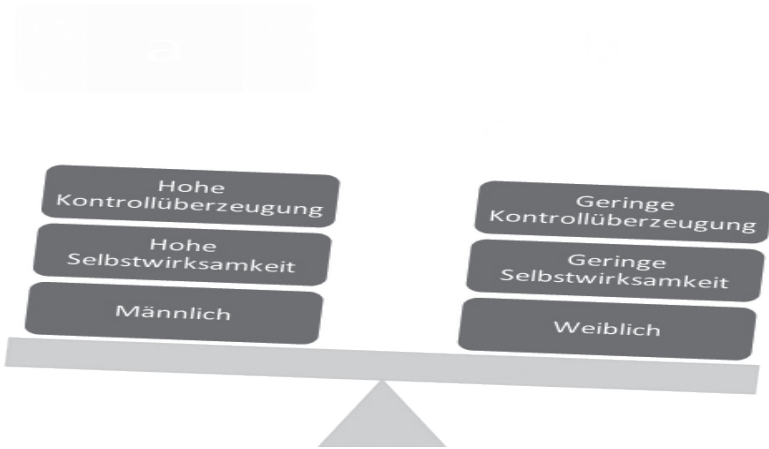 Hohe
Kontrollüberzeugung
Hohe
Selbstwirksamkeit
Männlich
Geringe
Kontrollüberzeugung
Geringe
Selbstwirksamkeit
Weiblich